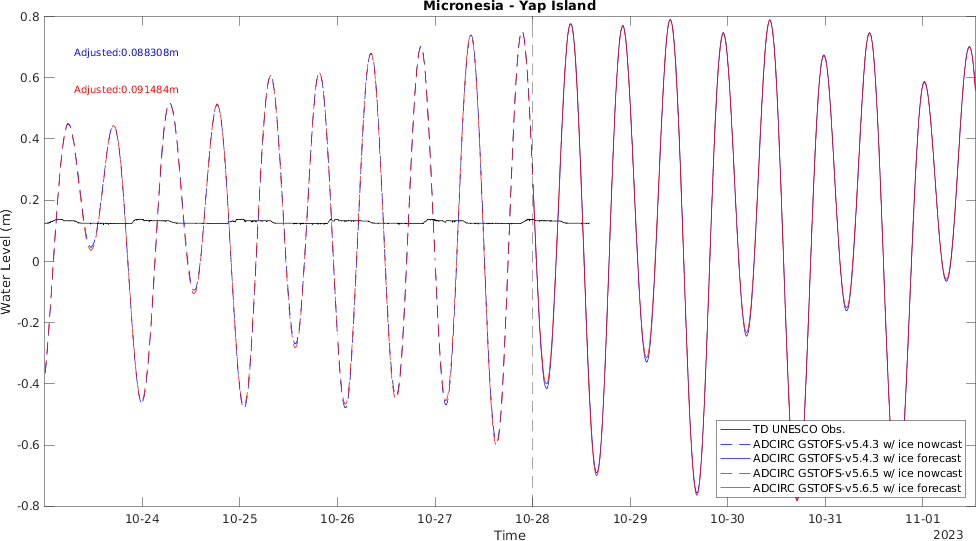 Micronesia - Yap Island
Adjusted:0.088308m
Adjusted:0.091484m
Water Level (m)
0.8
0.6
0.4
0.2
0
-0.2
-0.4
-0.6
-0.8
TD UNESCO Obs.
ADCIRC GSTOFS-v5.4.3 w/ ice nowcast
ADCIRC GSTOFS-v5.4.3 w/ ice forecast
ADCIRC GSTOFS-v5.6.5 w/ ice nowcast
ADCIRC GSTOFS-v5.6.5 w/ ice forecast
10-24 10-25 10-26 10-27 10-28 10-29 10-30 10-31 11-01
Time
2023